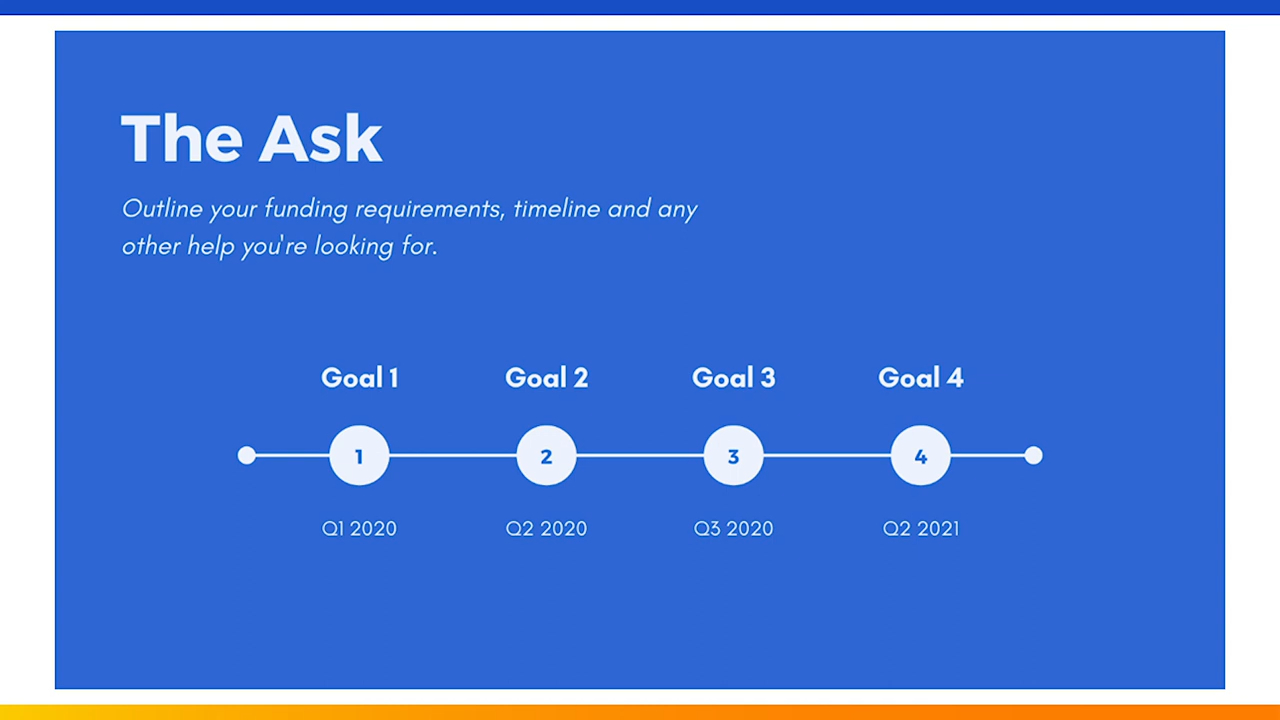 The Ask
Outline your funding requirements, timeline and any
other help you're looking for.
Goal 1 Goal 2 Goal 3 Goal 4
1 2 3 4
Q1 2020 Q2 2020 Q3 2020 Q2 2021